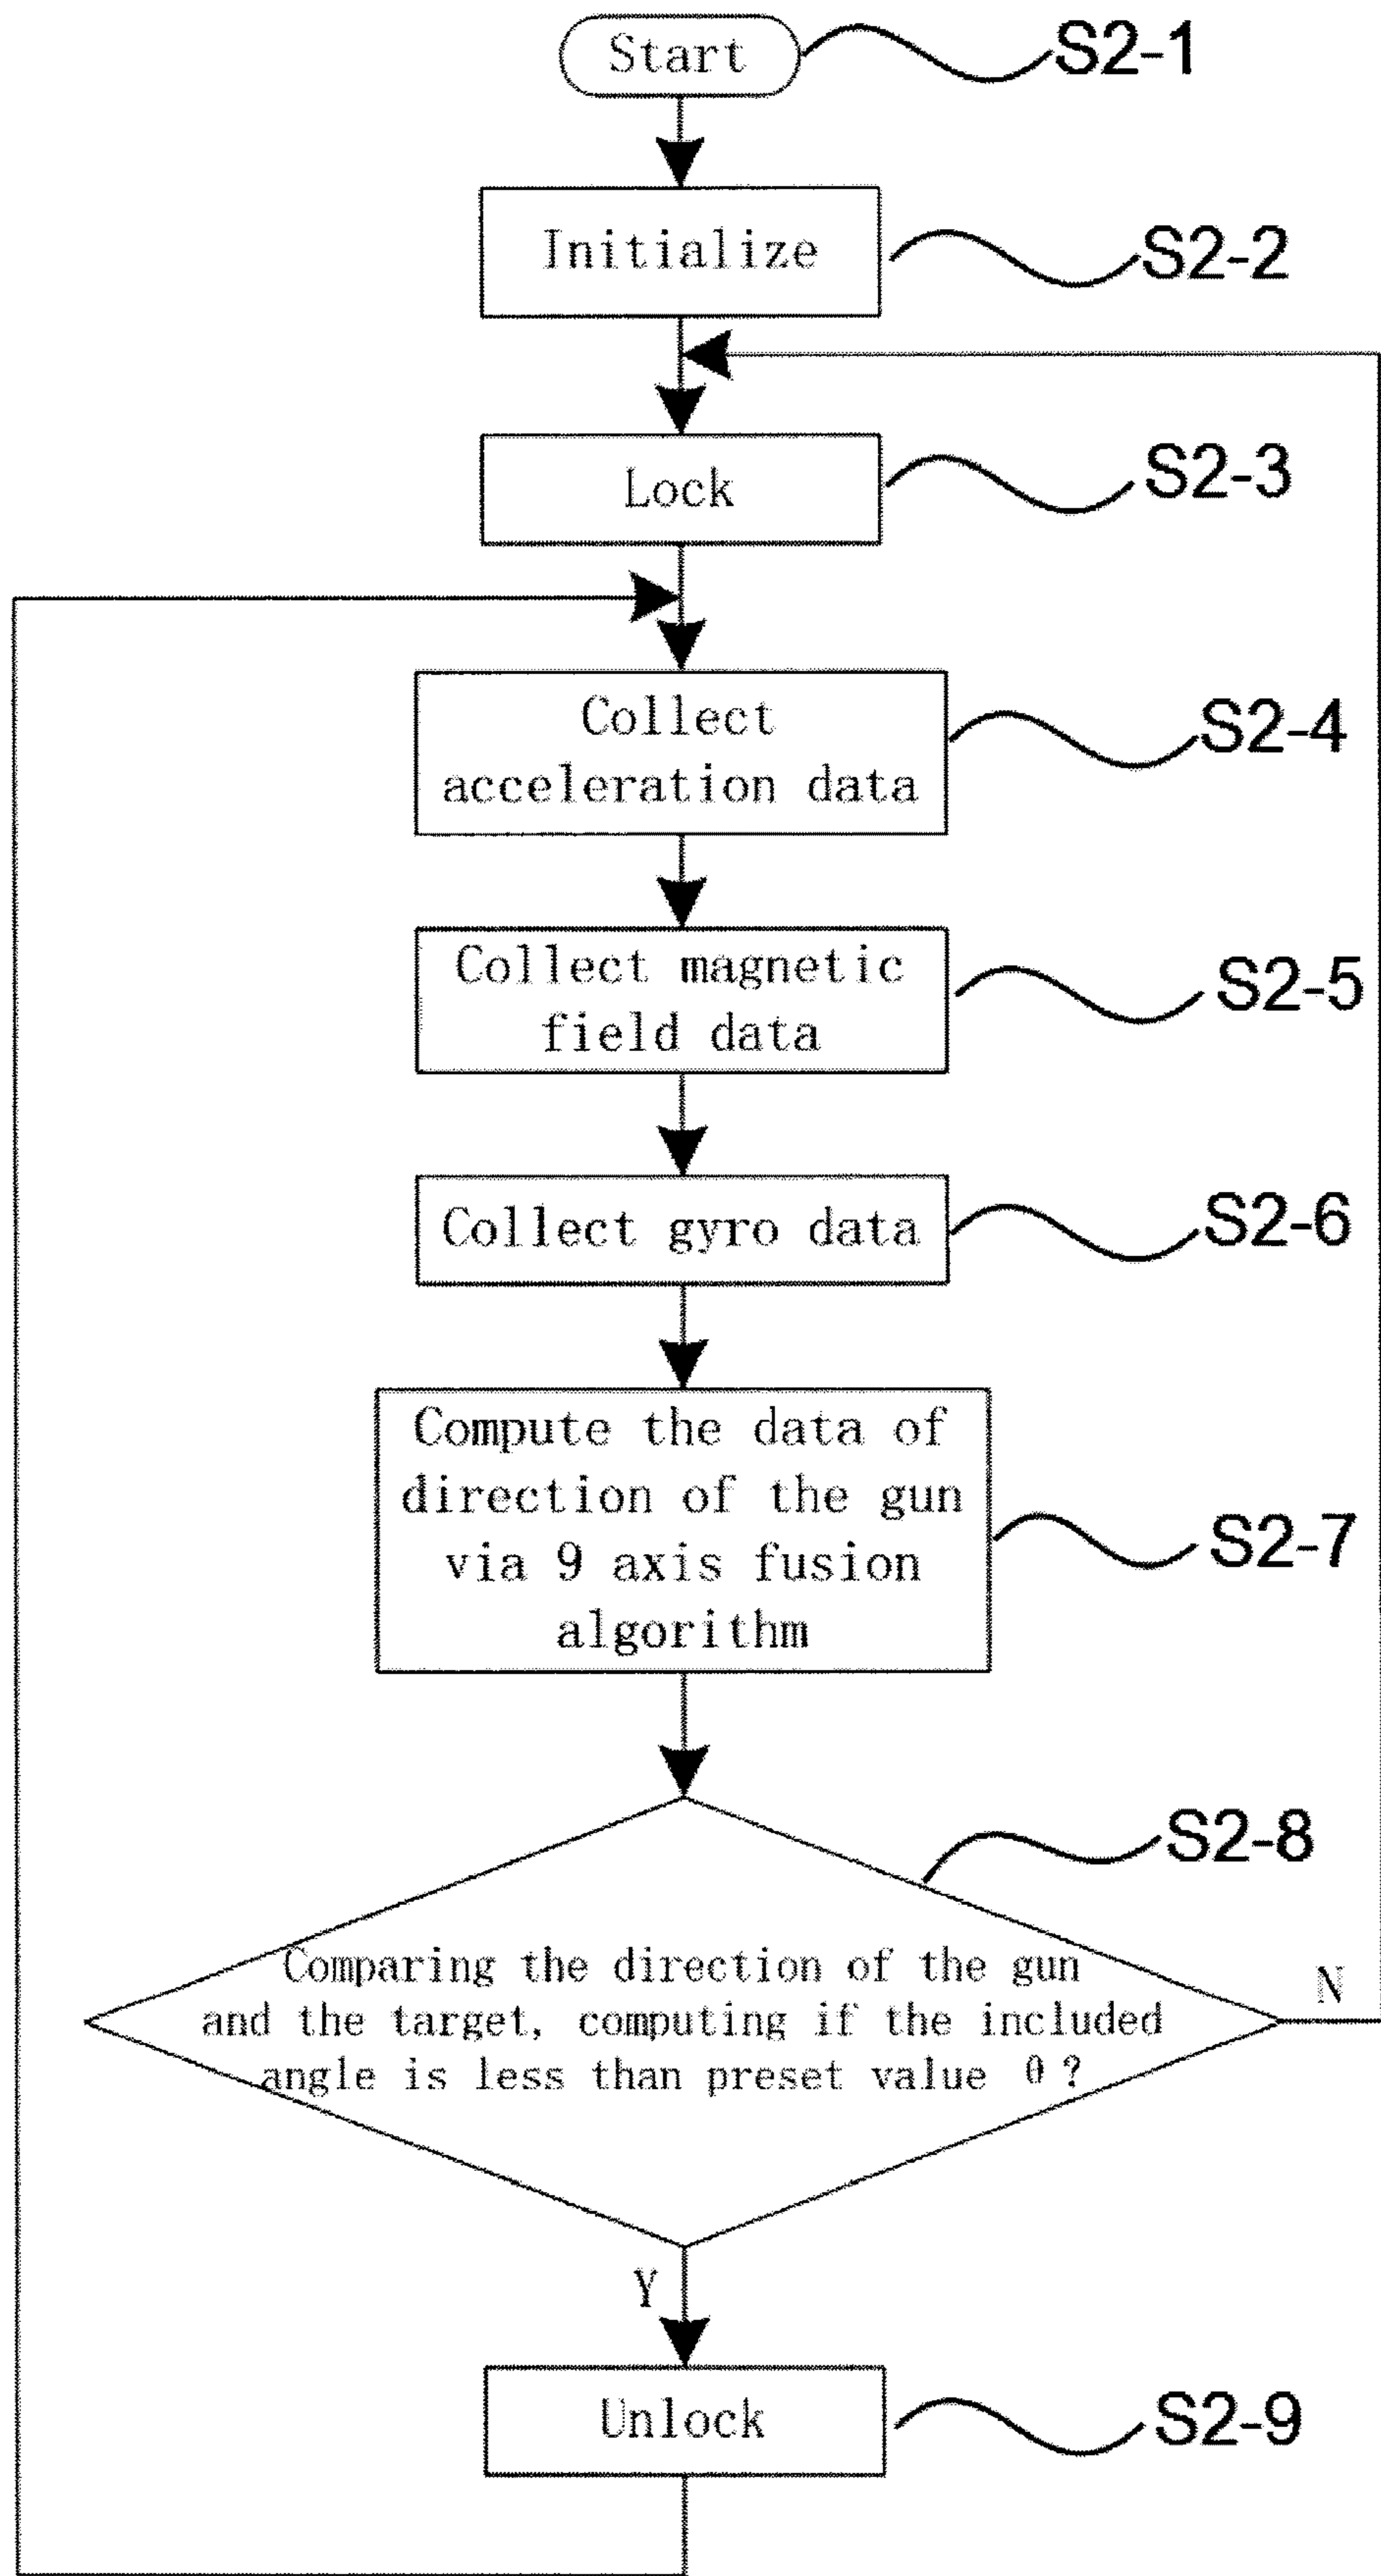 Start
S2-1
Initialize
S2-2
Lock
S2-3
Collect
acceleration data
S2-4
Collect magnetic
field data
S2-5
Collect gyro data
S2-6
Compute the data of
direction of the gun
via 9 axis fusion
algorithm
S2-7
S2-8
Comparing the direction of the gun
and the target, computing if the included
angle is less than preset value θ?
N
Y
Unlock
S2-9